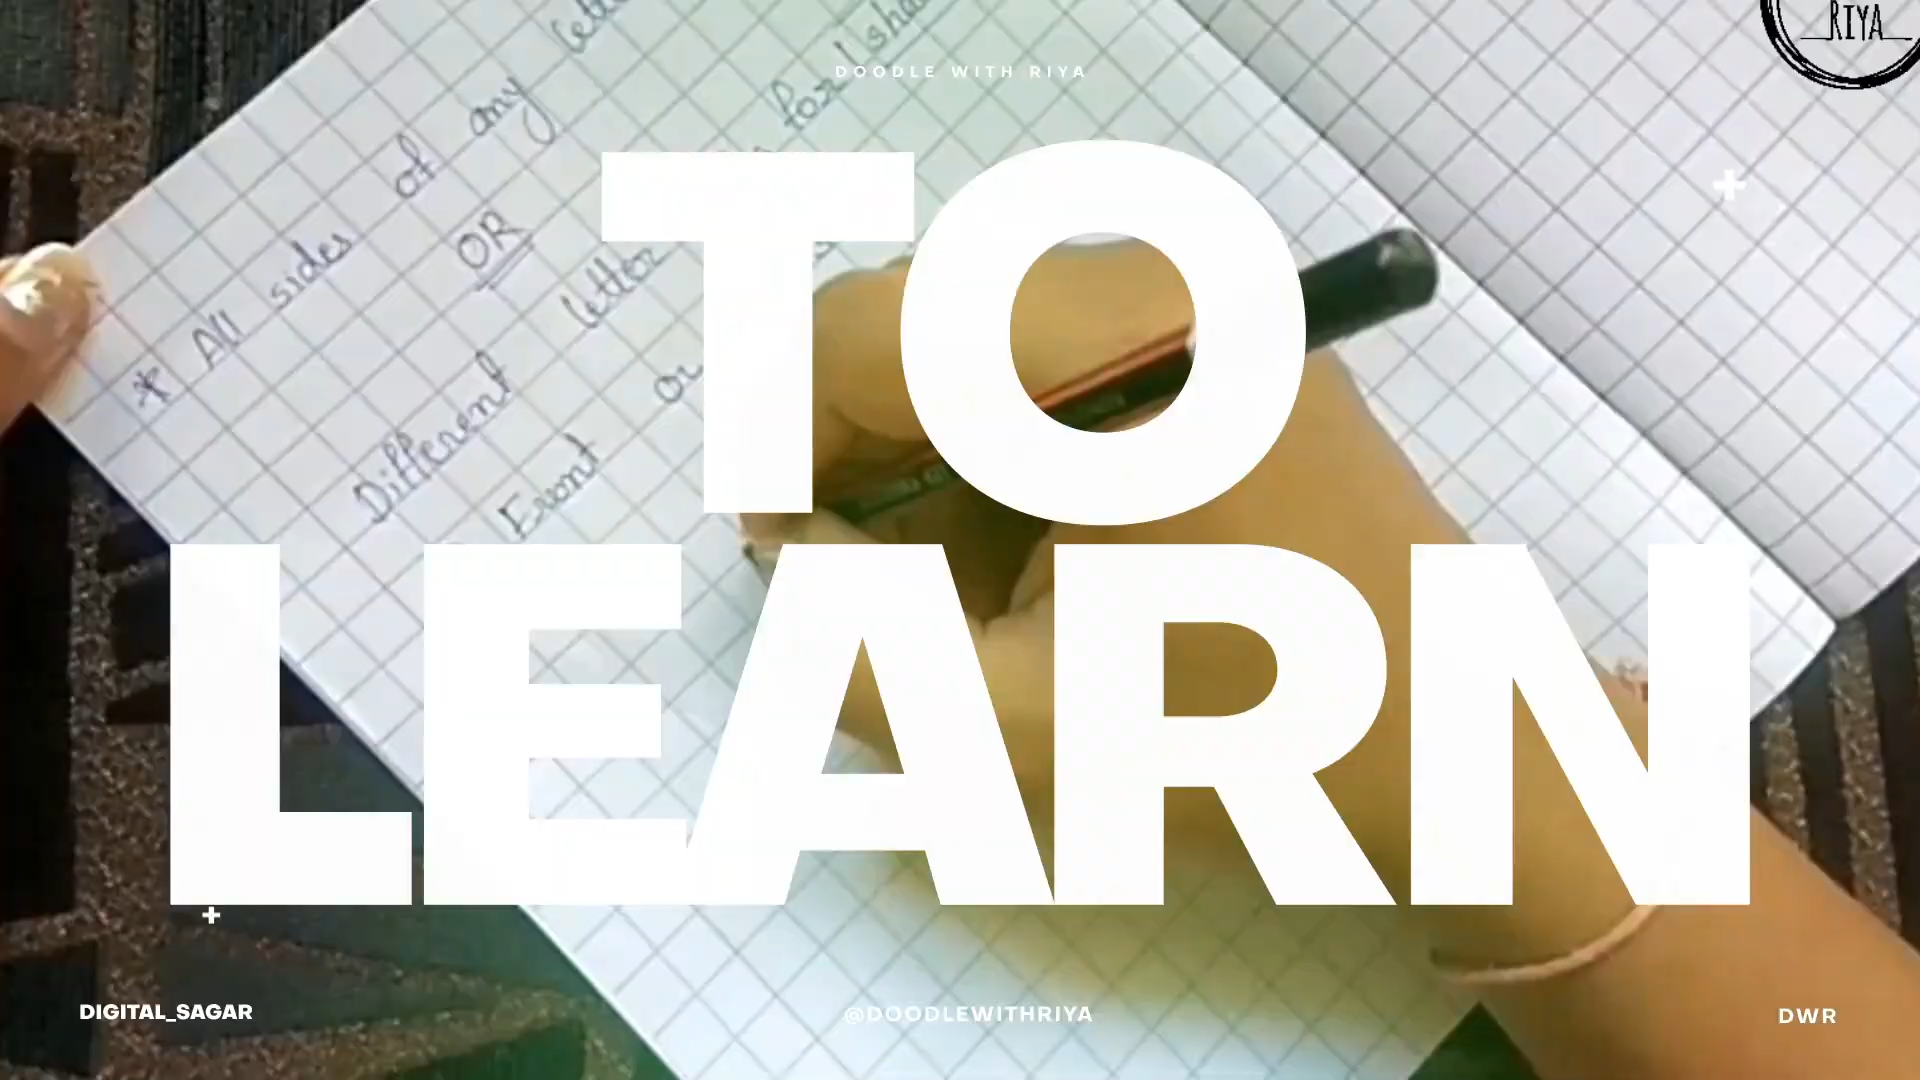 RIYA
DOODLE WITH RIYA
TO
LEARN
* All sides of any
OR
Different letter
Event or
DIGITAL_SAGAR
@DOODLEWITHRIYA
DWR